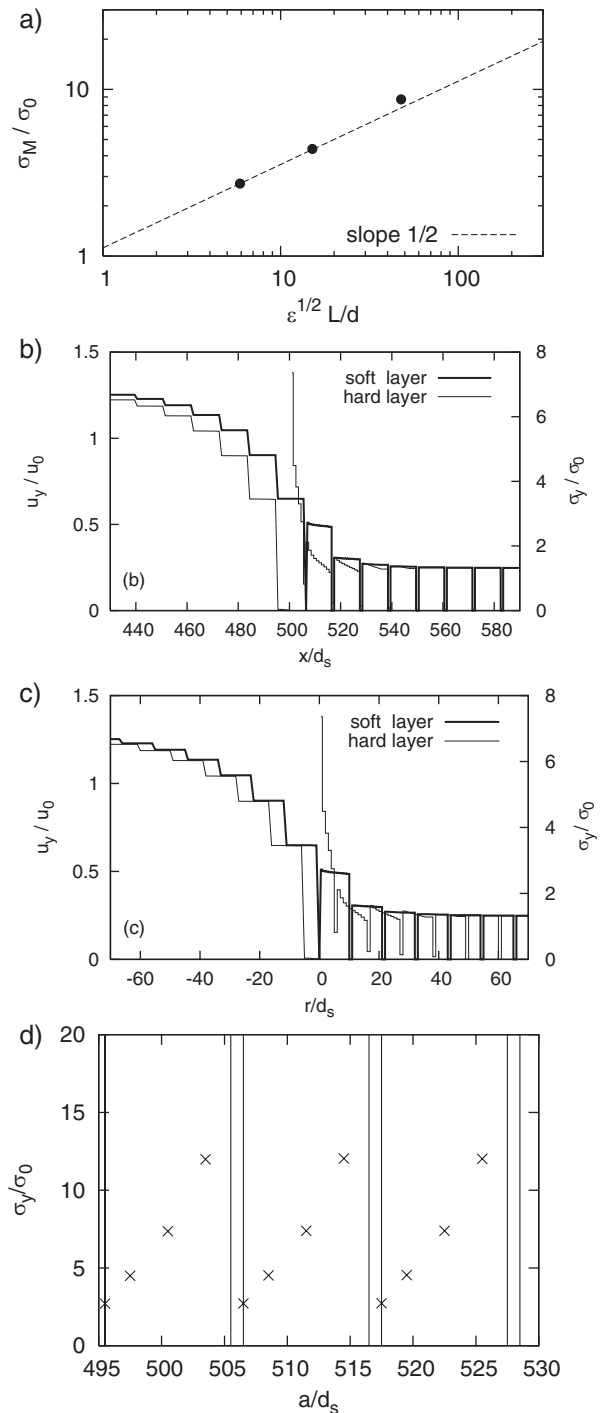 a)
σ_M / σ_0
10
1
1 10 100
ε^{1/2} L/d
slope 1/2
b)
1.5
1
0.5
0
u_y / u_0
8
6
4
2
0
σ_y / σ_0
soft layer
hard layer
(b)
440 460 480 500 520 540 560 580
x/d_s
c)
1.5
1
0.5
0
u_y / u_0
8
6
4
2
0
σ_y / σ_0
soft layer
hard layer
(c)
-60 -40 -20 0 20 40 60
r/d_s
d)
20
15
10
5
0
σ_y/σ_0
495 500 505 510 515 520 525 530
a/d_s